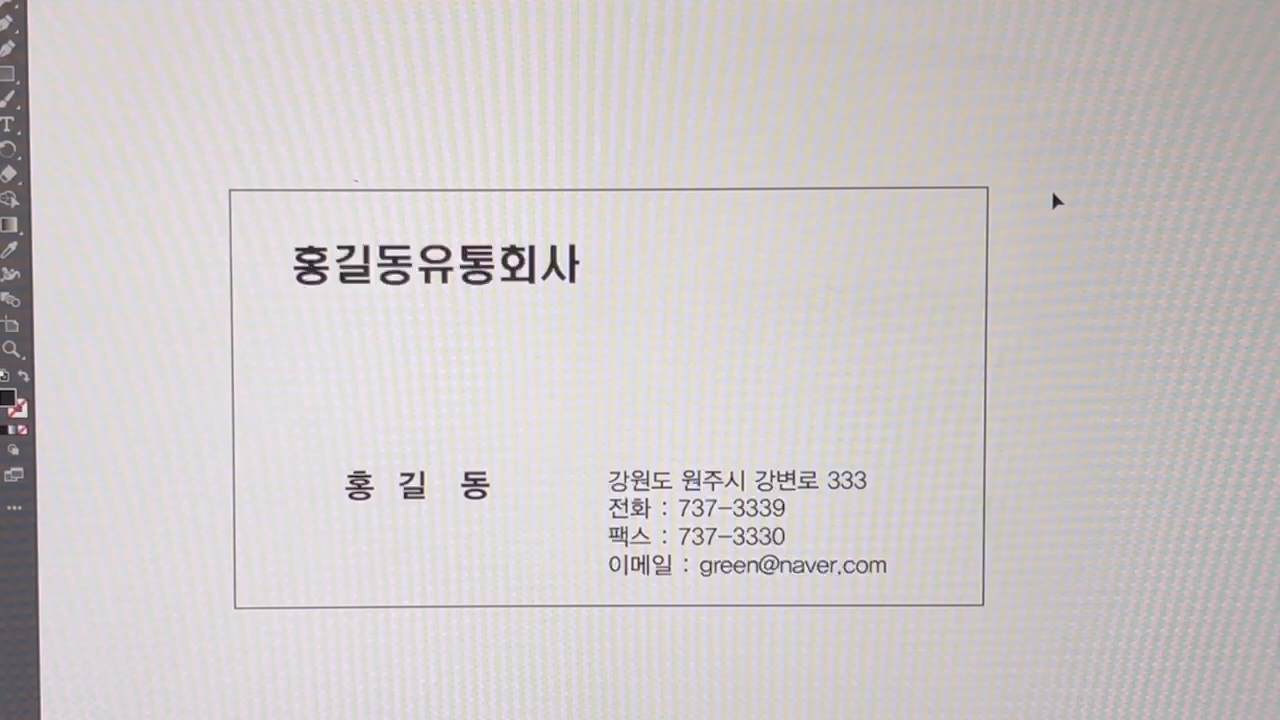 홍길동유통회사
홍 길 동
강원도 원주시 강변로 333
전화 : 737-3339
팩스 : 737-3330
이메일 : green@naver.com